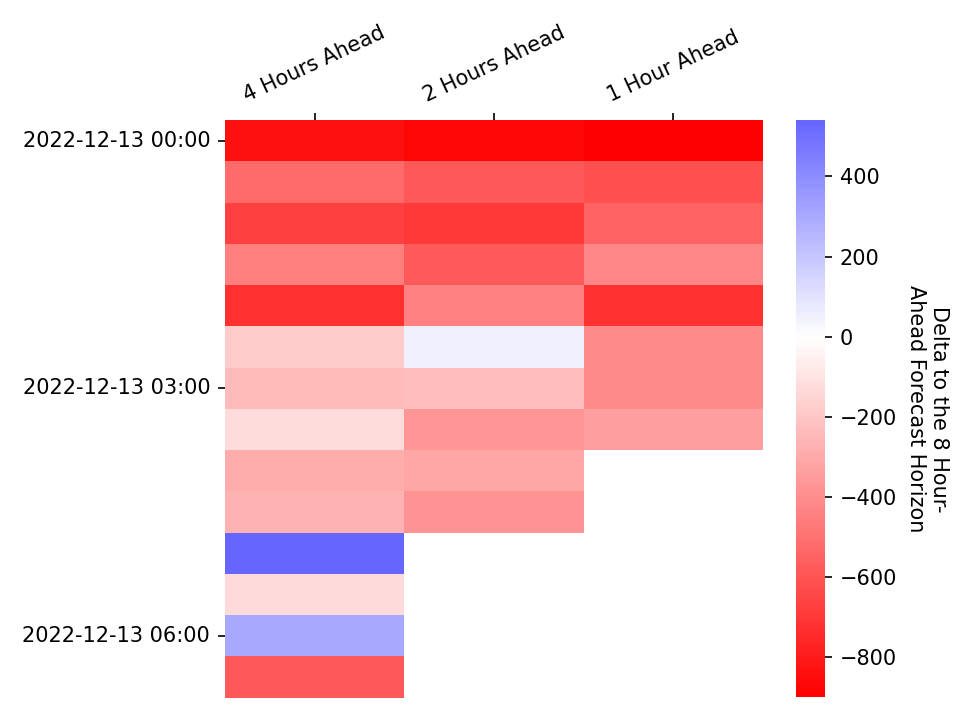 4 Hours Ahead
2 Hours Ahead
1 Hour Ahead
2022-12-13 00:00
2022-12-13 03:00
2022-12-13 06:00
400
200
0
−200
−400
−600
−800
Delta to the 8 Hour-
Ahead Forecast Horizon